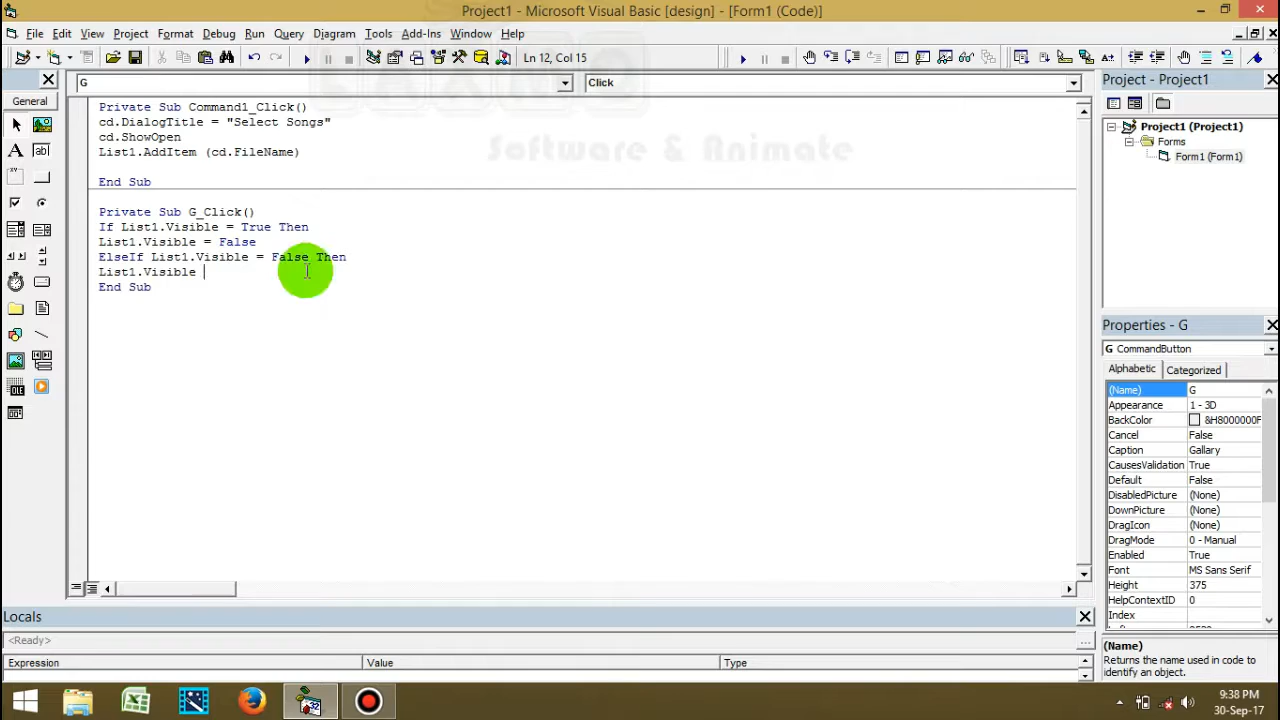 Project1 - Microsoft Visual Basic [design] - [Form1 (Code)]
File Edit View Project Format Debug Run Query Diagram Tools Add-Ins Window Help
Ln 12, Col 15
General
G
Click
Private Sub Command1_Click()
cd.DialogTitle = "Select Songs"
cd.ShowOpen
List1.AddItem (cd.FileName)
End Sub
Private Sub G_Click()
If List1.Visible = True Then
List1.Visible = False
ElseIf List1.Visible = False Then
List1.Visible
End Sub
Software & Animate
Project - Project1
Project1 (Project1)
Forms
Form1 (Form1)
Properties - G
G CommandButton
Alphabetic Categorized
(Name) G
Appearance 1 - 3D
BackColor &H8000000F
Cancel False
Caption Gallary
CausesValidation True
Default False
DisabledPicture (None)
DownPicture (None)
DragIcon (None)
DragMode 0 - Manual
Enabled True
Font MS Sans Serif
Height 375
HelpContextID 0
Index
(Name)
Returns the name used in code to
identify an object.
Locals
<Ready>
Expression Value Type
9:38 PM
30-Sep-17